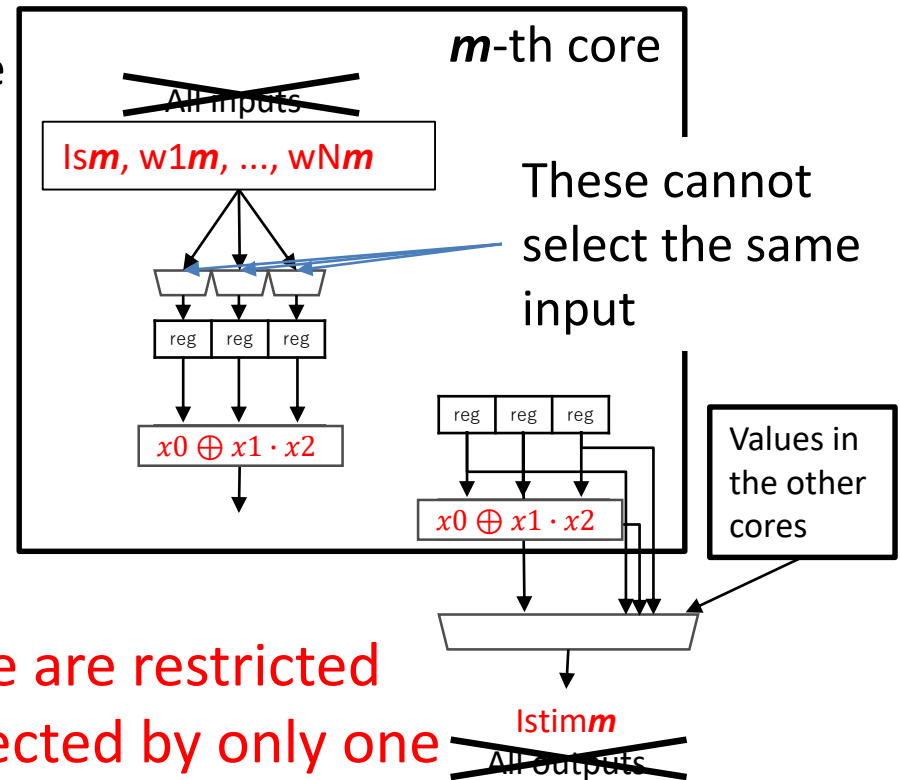 e
m-th core
All inputs
Ism, w1m, ..., wNm
These cannot
select the same
input
reg reg reg
x0 ⊕ x1 · x2
reg reg reg
x0 ⊕ x1 · x2
Values in
the other
cores
e are restricted
ected by only one
Istimm
All outputs